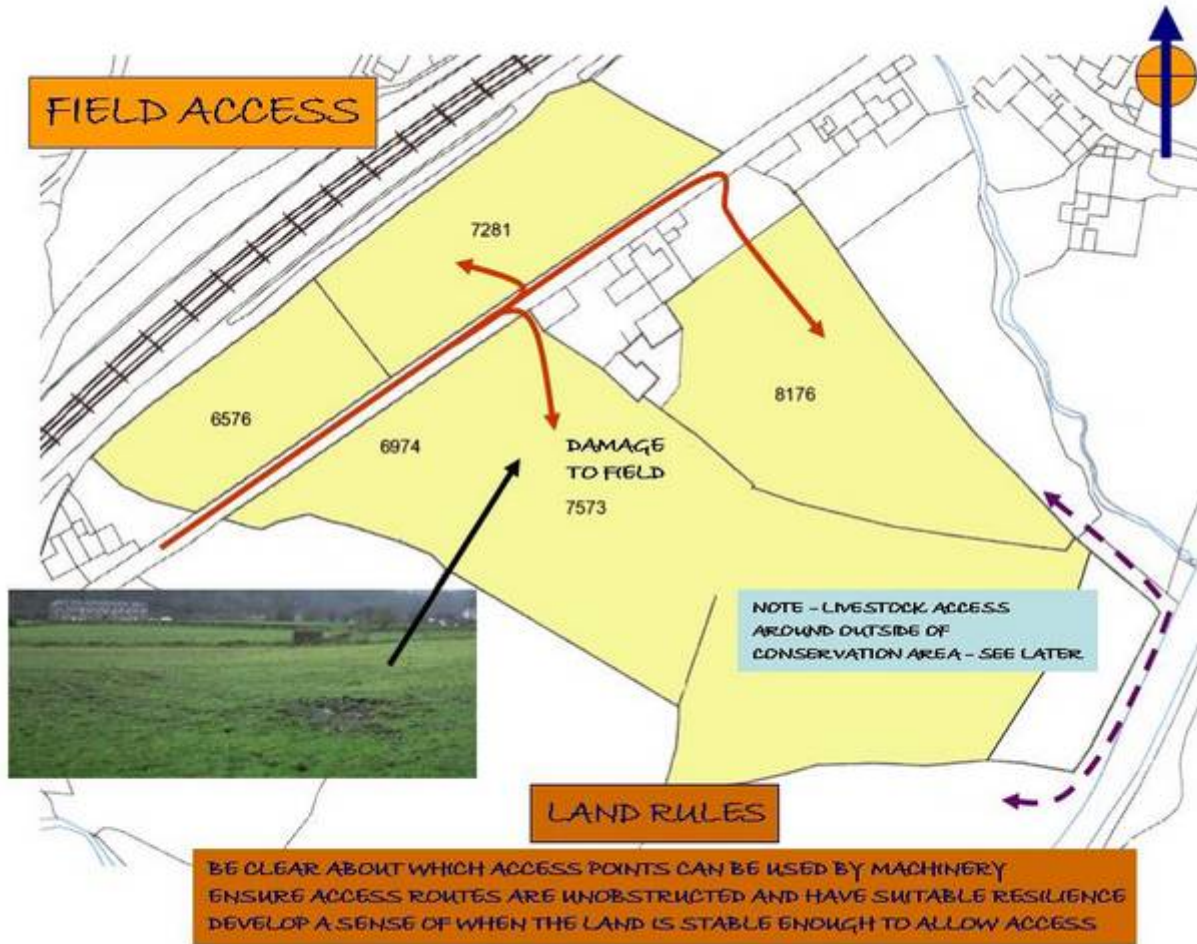 FIELD ACCESS
7281
6576
6974
8176
DAMAGE
TO FIELD
7573
NOTE - LIVESTOCK ACCESS
AROUND OUTSIDE OF
CONSERVATION AREA - SEE LATER
LAND RULES
BE CLEAR ABOUT WHICH ACCESS POINTS CAN BE USED BY MACHINERY
ENSURE ACCESS ROUTES ARE UNOBSTRUCTED AND HAVE SUITABLE RESILIENCE
DEVELOP A SENSE OF WHEN THE LAND IS STABLE ENOUGH TO ALLOW ACCESS